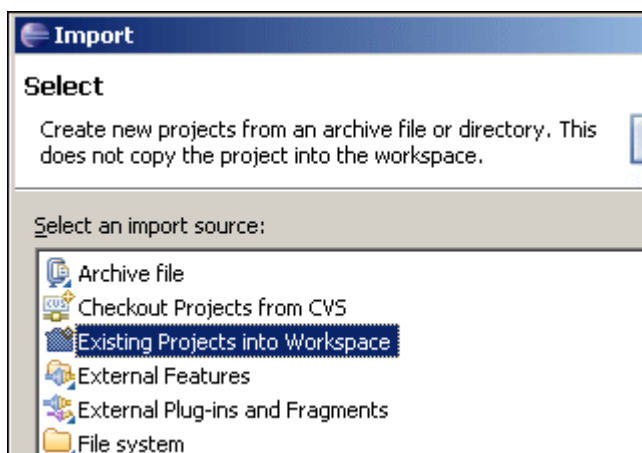 Import
Select
Create new projects from an archive file or directory. This
does not copy the project into the workspace.
Select an import source:
Archive file
CVS
Checkout Projects from CVS
Existing Projects into Workspace
External Features
External Plug-ins and Fragments
File system